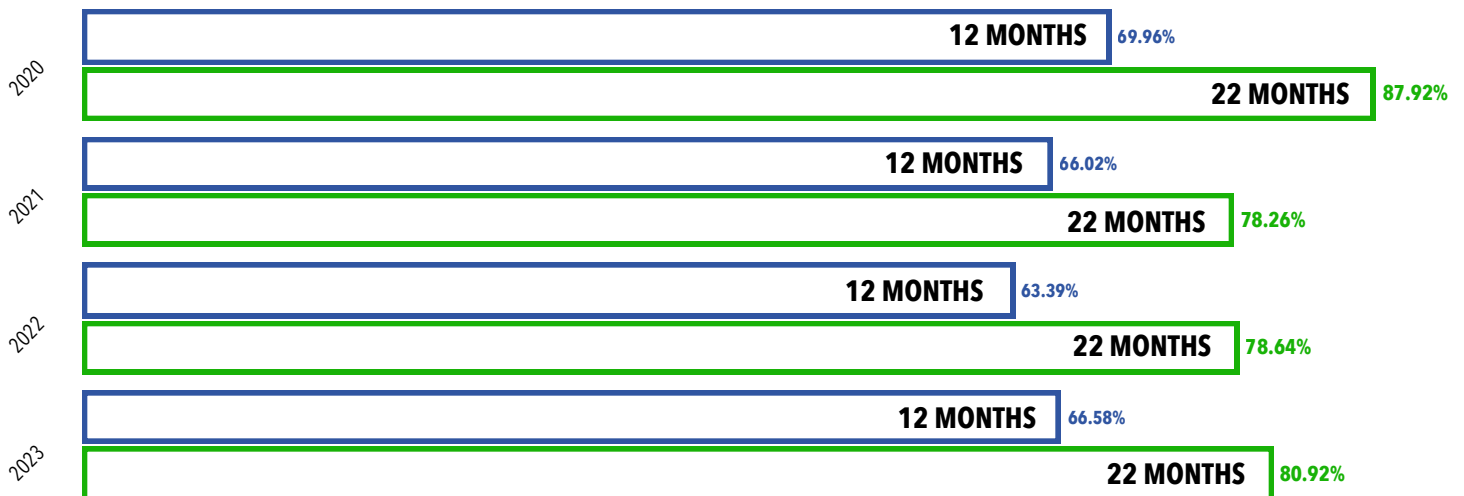 12 MONTHS 69.96%
2020
22 MONTHS 87.92%
12 MONTHS 66.02%
2021
22 MONTHS 78.26%
12 MONTHS 63.39%
2022
22 MONTHS 78.64%
12 MONTHS 66.58%
2023
22 MONTHS 80.92%